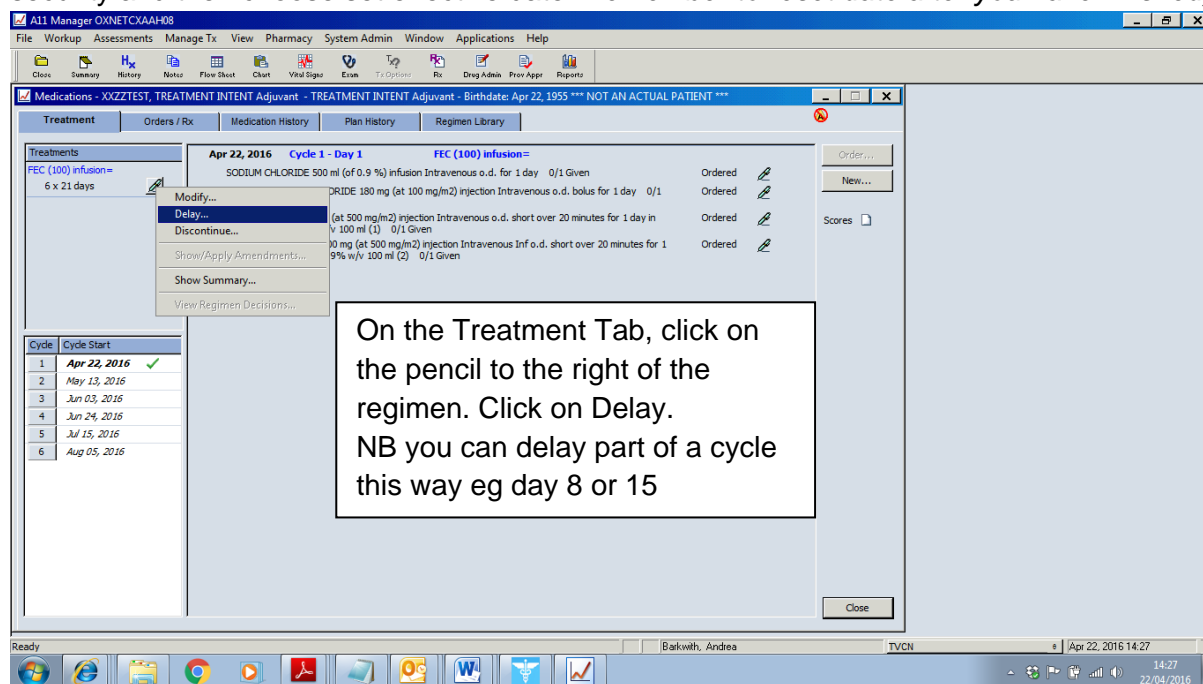 A11 Manager OXNETCXAAH08
File Workup Assessments Manage Tx View Pharmacy System Admin Window Applications Help
Close Summary History Notes Flow Sheet Chart Vital Signs Exam Tx Options Rx Drug Admin Prov Appr Reports
Medications - XXZZTEST, TREATMENT INTENT Adjuvant - TREATMENT INTENT Adjuvant - Birthdate: Apr 22, 1955 *** NOT AN ACTUAL PATIENT ***
Treatment Orders / Rx Medication History Plan History Regimen Library
Treatments
FEC (100) infusion=
6 x 21 days
Modify...
Delay...
Discontinue...
Show/Apply Amendments...
Show Summary...
View Regimen Decisions...
Apr 22, 2016 Cycle 1 - Day 1 FEC (100) infusion=
SODIUM CHLORIDE 500 ml (of 0.9 %) infusion Intravenous o.d. for 1 day 0/1 Given Ordered
ORIDE 180 mg (at 100 mg/m2) injection Intravenous o.d. bolus for 1 day 0/1 Ordered
(at 500 mg/m2) injection Intravenous o.d. short over 20 minutes for 1 day in Ordered
v 100 ml (1) 0/1 Given
00 mg (at 500 mg/m2) injection Intravenous Inf o.d. short over 20 minutes for 1 Ordered
9% w/v 100 ml (2) 0/1 Given
Order...
New...
Scores
Cycle Cycle Start
1 Apr 22, 2016
2 May 13, 2016
3 Jun 03, 2016
4 Jun 24, 2016
5 Jul 15, 2016
6 Aug 05, 2016
On the Treatment Tab, click on
the pencil to the right of the
regimen. Click on Delay.
NB you can delay part of a cycle
this way eg day 8 or 15
Close
Ready Barkwith, Andrea TVCN Apr 22, 2016 14:27
14:27
22/04/2016